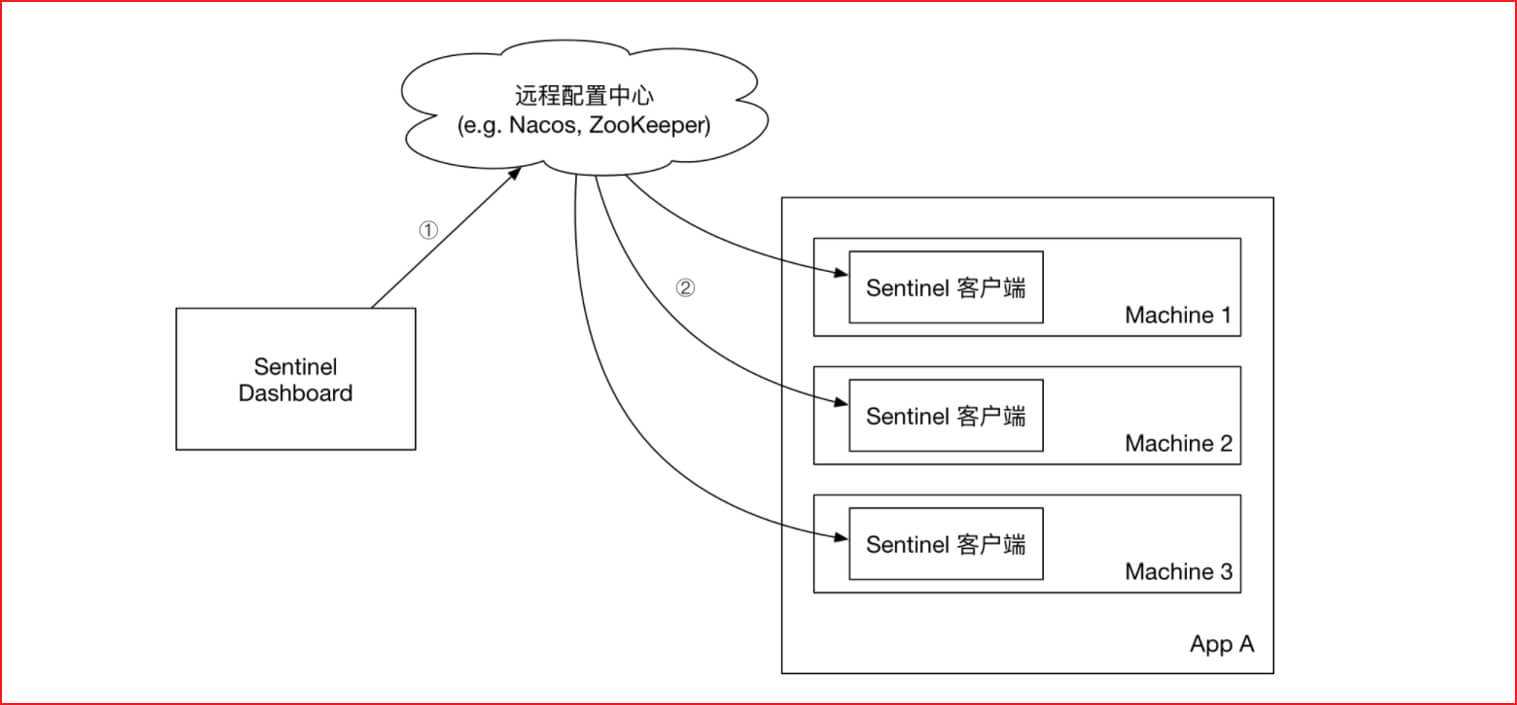 远程配置中心
(e.g. Nacos, ZooKeeper)
①
②
Sentinel
Dashboard
Sentinel 客户端
Machine 1
Sentinel 客户端
Machine 2
Sentinel 客户端
Machine 3
App A